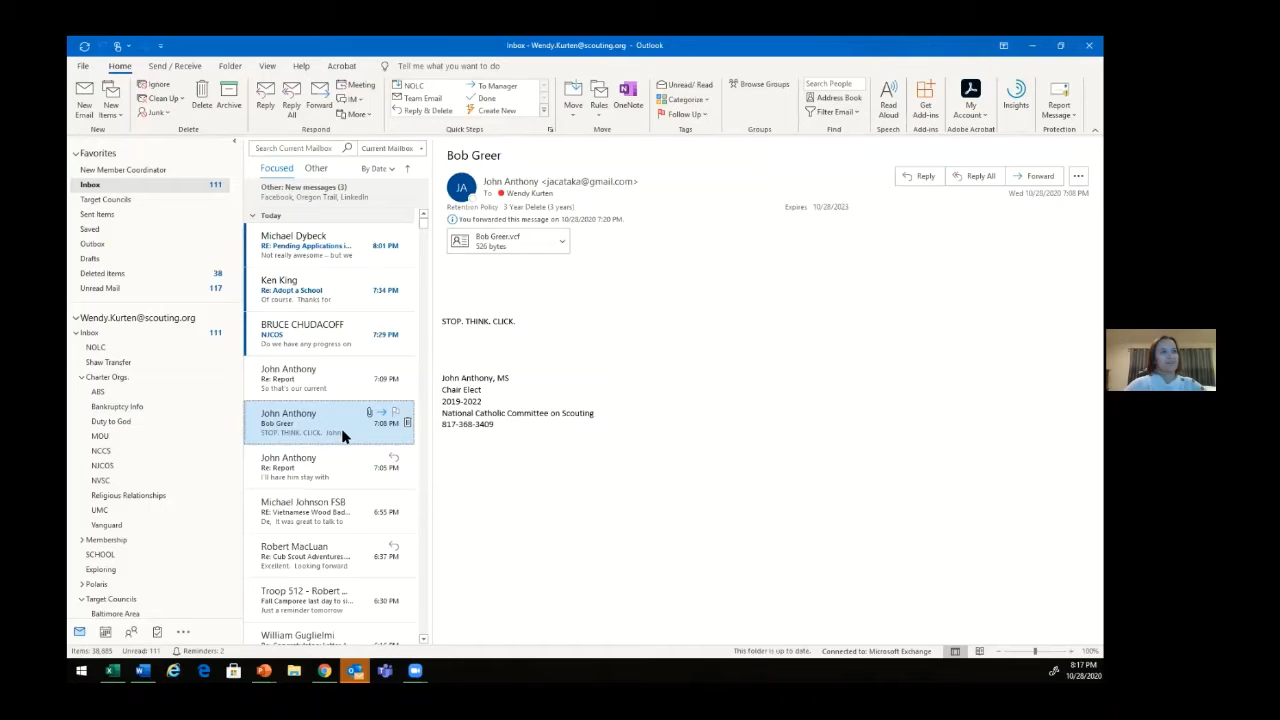 Inbox - Wendy.Kurten@scouting.org - Outlook
File Home Send / Receive Folder View Help Acrobat Tell me what you want to do
New Email
New Items
New
Ignore
Clean Up
Junk
Delete
Archive
Delete
Reply
Reply All
Forward
Meeting
IM
More
Respond
NOLC
Team Email
Reply & Delete
To Manager
Done
Create New
Quick Steps
Move
Rules
OneNote
Move
Unread/ Read
Categorize
Follow Up
Tags
Browse Groups
Groups
Search People
Address Book
Filter Email
Find
Read Aloud
Speech
Get Add-ins
Add-ins
My Account
Adobe Acrobat
Insights
Report Message
Protection
Favorites
New Member Coordinator
Inbox 111
Target Councils
Sent Items
Saved
Outbox
Drafts
Deleted Items 38
Unread Mail 117
Wendy.Kurten@scouting.org
Inbox 111
NOLC
Shaw Transfer
Charter Orgs.
ABS
Bankruptcy Info
Duty to God
MOU
NCCS
NJCOS
NVSC
Religious Relationships
UMC
Vanguard
Membership
SCHOOL
Exploring
Polaris
Target Councils
Baltimore Area
Search Current Mailbox Current Mailbox
Focused Other By Date
Other: New messages (3)
Facebook, Oregon Trail, LinkedIn
Today
Michael Dybeck
RE: Pending Applications i... 8:01 PM
Not really awesome – but we
Ken King
Re: Adopt a School 7:34 PM
Of course. Thanks for
BRUCE CHUDACOFF
NJCOS 7:29 PM
Do we have any progress on
John Anthony
Re: Report 7:09 PM
So that's our current
John Anthony
Bob Greer 7:08 PM
STOP. THINK. CLICK. John
John Anthony
Re: Report 7:05 PM
I'll have him stay with
Michael Johnson FSB
RE: Vietnamese Wood Bad... 6:55 PM
De, It was great to talk to
Robert MacLuan
Re: Cub Scout Adventures... 6:37 PM
Excellent. Looking forward
Troop 512 - Robert ...
Fall Camporee last day to si... 6:30 PM
Just a reminder tomorrow
William Guglielmi
Bob Greer
JA
John Anthony <jacataka@gmail.com>
To Wendy Kurten
Reply Reply All Forward
Wed 10/28/2020 7:08 PM
Retention Policy 3 Year Delete (3 years) Expires 10/28/2023
You forwarded this message on 10/28/2020 7:20 PM.
Bob Greer.vcf
526 bytes
STOP. THINK. CLICK.
John Anthony, MS
Chair Elect
2019-2022
National Catholic Committee on Scouting
817-368-3409
Items: 38,685 Unread: 111 Reminders: 2 This folder is up to date. Connected to: Microsoft Exchange 100%
8:17 PM
10/28/2020